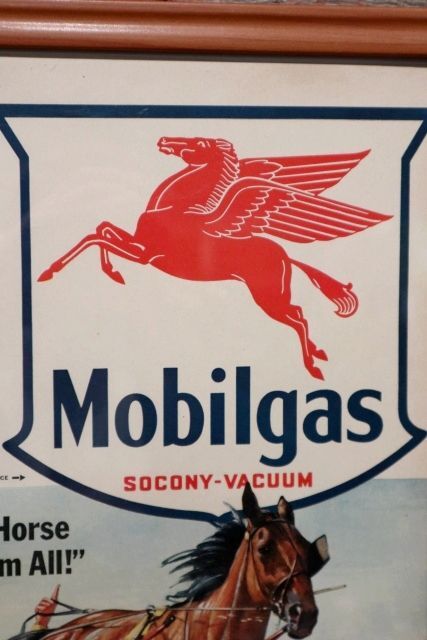 Mobilgas
SOCONY-VACUUM
Horse
m All!"